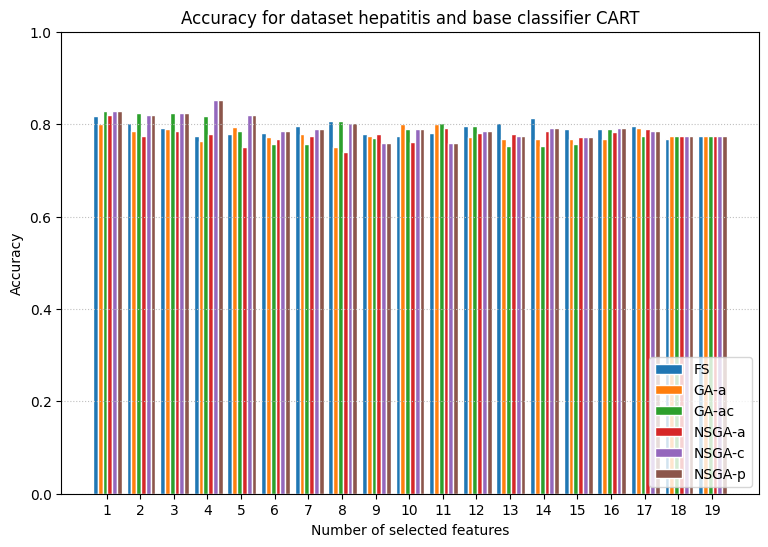 Accuracy for dataset hepatitis and base classifier CART
1.0
0.8
0.6
0.4
0.2
0.0
Accuracy
1 2 3 4 5 6 7 8 9 10 11 12 13 14 15 16 17 18 19
Number of selected features
FS
GA-a
GA-ac
NSGA-a
NSGA-c
NSGA-p